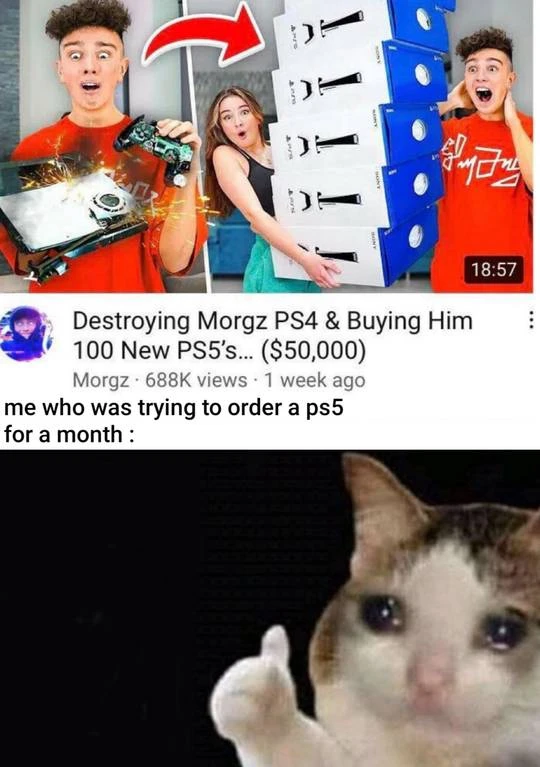 18:57
Destroying Morgz PS4 & Buying Him
100 New PS5's... ($50,000)
Morgz · 688K views · 1 week ago
me who was trying to order a ps5
for a month :